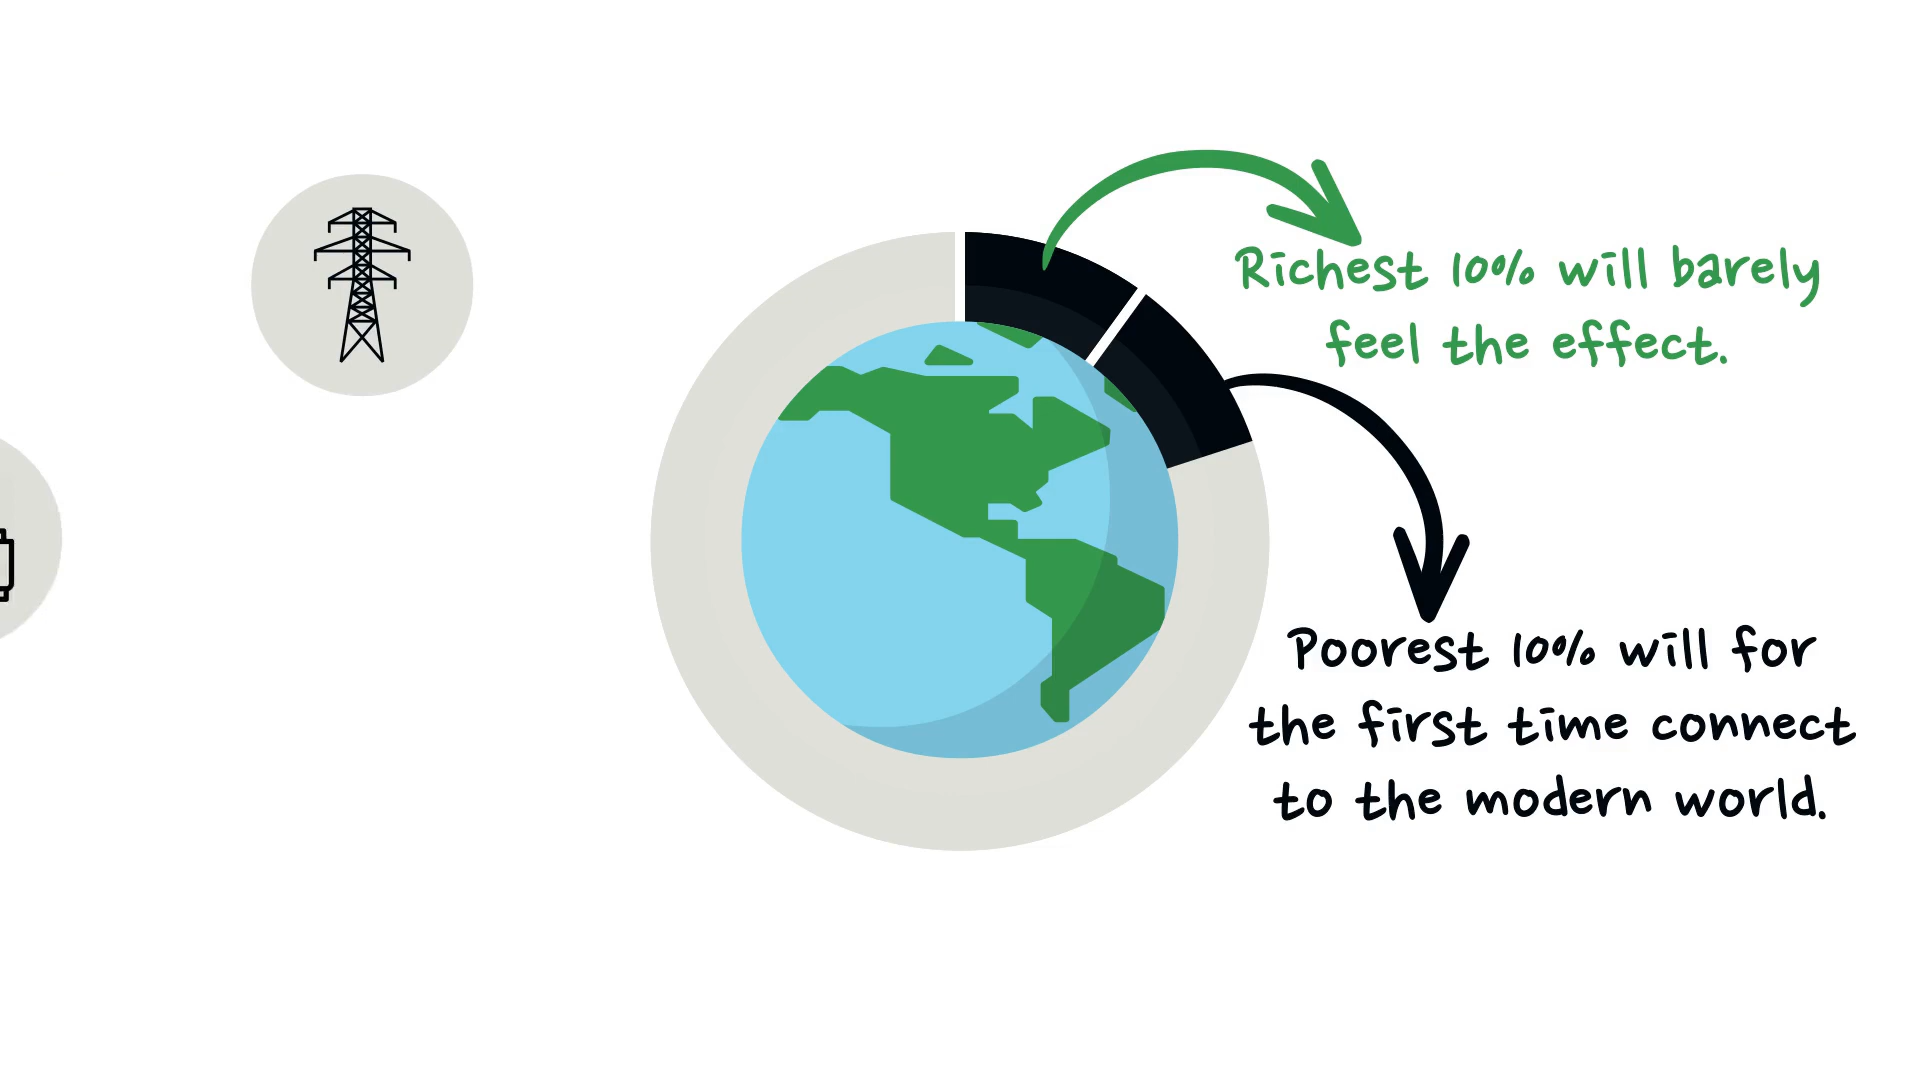 Richest 10% will barely
feel the effect.
Poorest 10% will for
the first time connect
to the modern world.